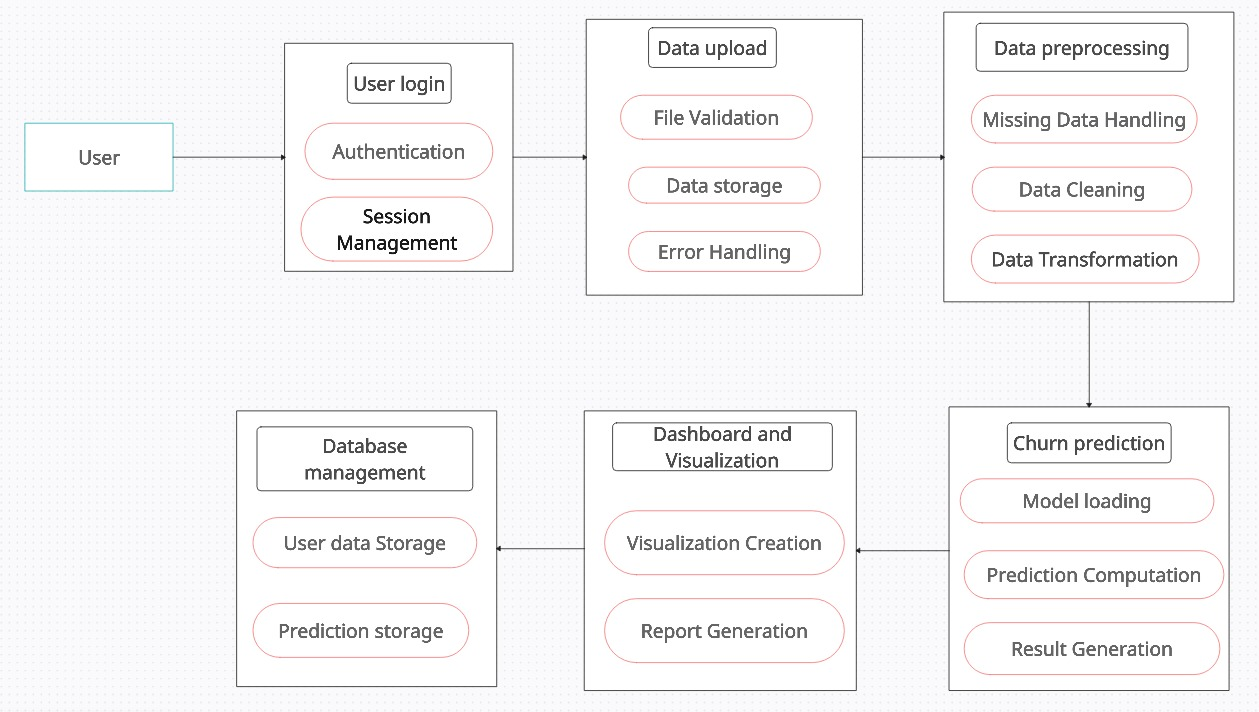 User
User login
Authentication
Session
Management
Data upload
File Validation
Data storage
Error Handling
Data preprocessing
Missing Data Handling
Data Cleaning
Data Transformation
Churn prediction
Model loading
Prediction Computation
Result Generation
Dashboard and
Visualization
Visualization Creation
Report Generation
Database
management
User data Storage
Prediction storage